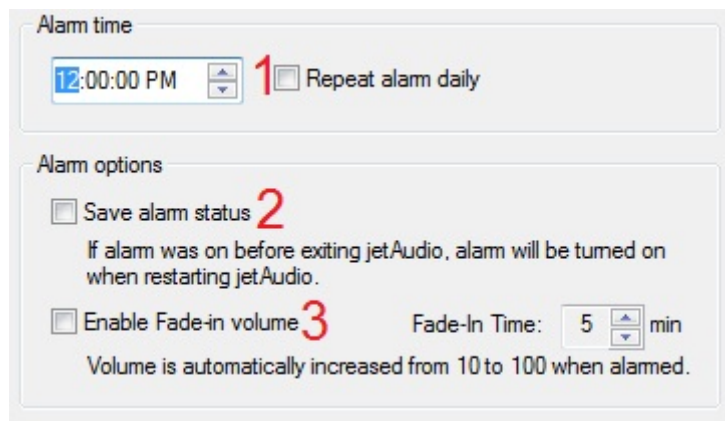 Alarm time
12:00:00 PM 1 Repeat alarm daily
Alarm options
Save alarm status 2
If alarm was on before exiting jetAudio, alarm will be turned on
when restarting jetAudio.
Enable Fade-in volume 3 Fade-In Time: 5 min
Volume is automatically increased from 10 to 100 when alarmed.